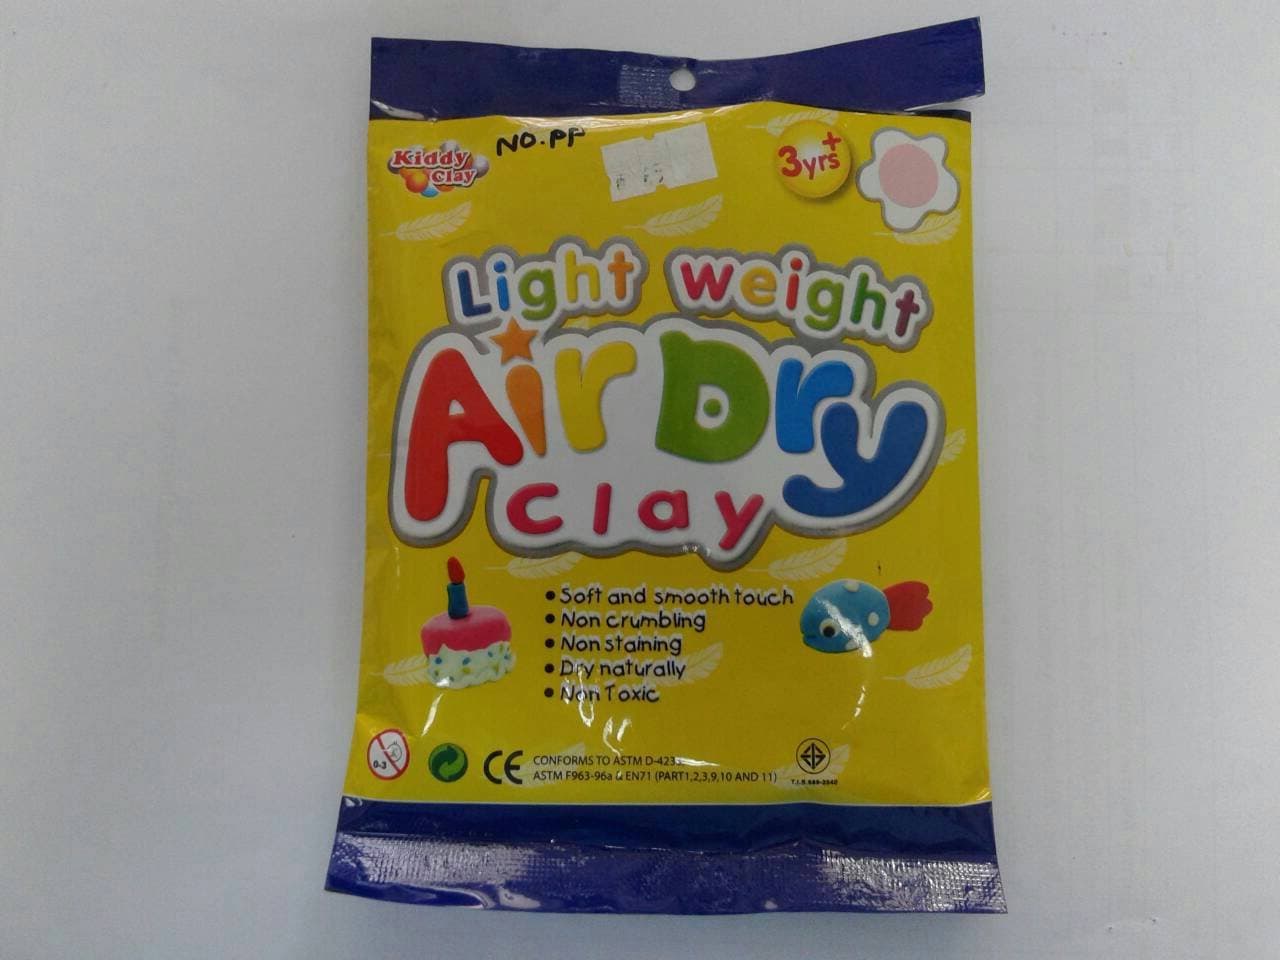 Kiddy
Clay
NO.PP
3yrs+
Light weight
Air Dry
clay
• Soft and smooth touch
• Non crumbling
• Non staining
• Dry naturally
• Non Toxic
0-3
CE
CONFORMS TO ASTM D-4233
ASTM F963-96a & EN71 (PART1,2,3,9,10 AND 11)